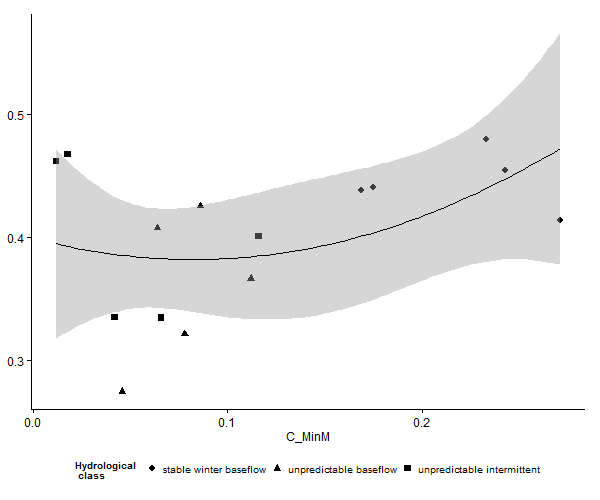 0.5
0.4
0.3
0.0 0.1 0.2
C_MinM
Hydrological
class
stable winter baseflow unpredictable baseflow unpredictable intermittent